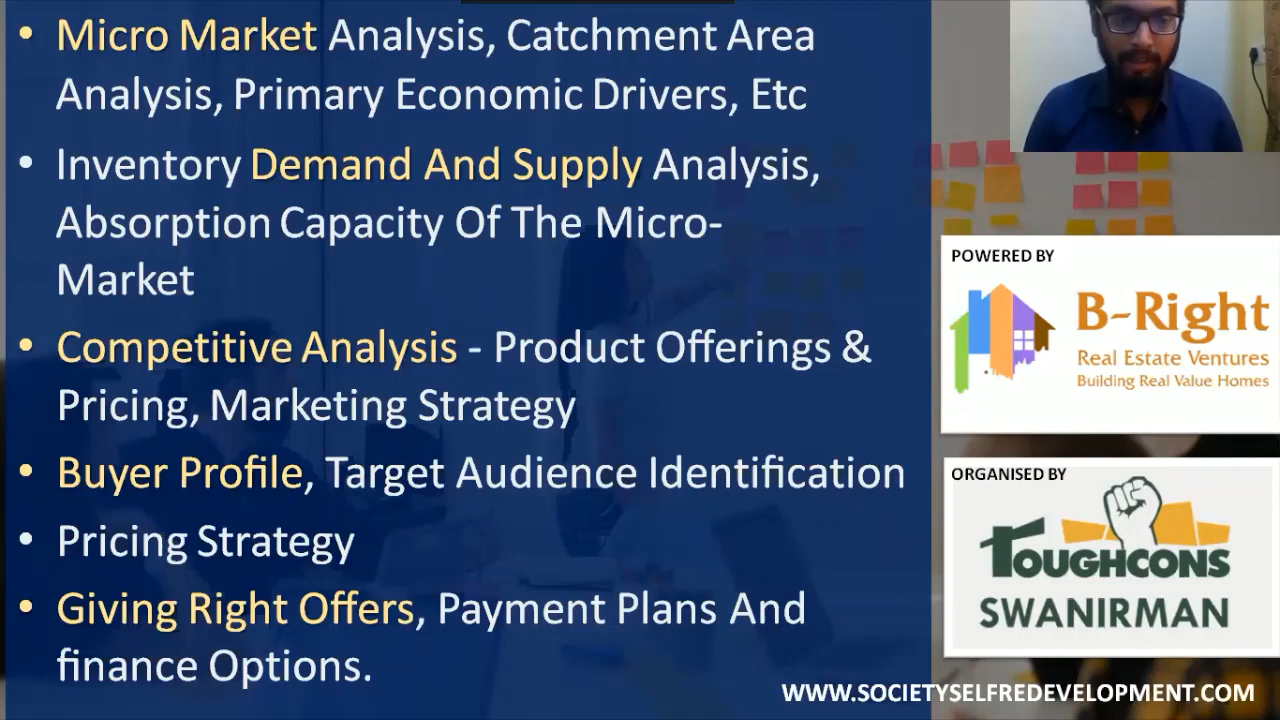 • Micro Market Analysis, Catchment Area
Analysis, Primary Economic Drivers, Etc
• Inventory Demand And Supply Analysis,
Absorption Capacity Of The Micro-
Market
• Competitive Analysis - Product Offerings &
Pricing, Marketing Strategy
• Buyer Profile, Target Audience Identification
• Pricing Strategy
• Giving Right Offers, Payment Plans And
finance Options.
POWERED BY
B-Right
Real Estate Ventures
Building Real Value Homes
ORGANISED BY
TOUGHCONS
SWANIRMAN
WWW.SOCIETYSELFREDEVELOPMENT.COM